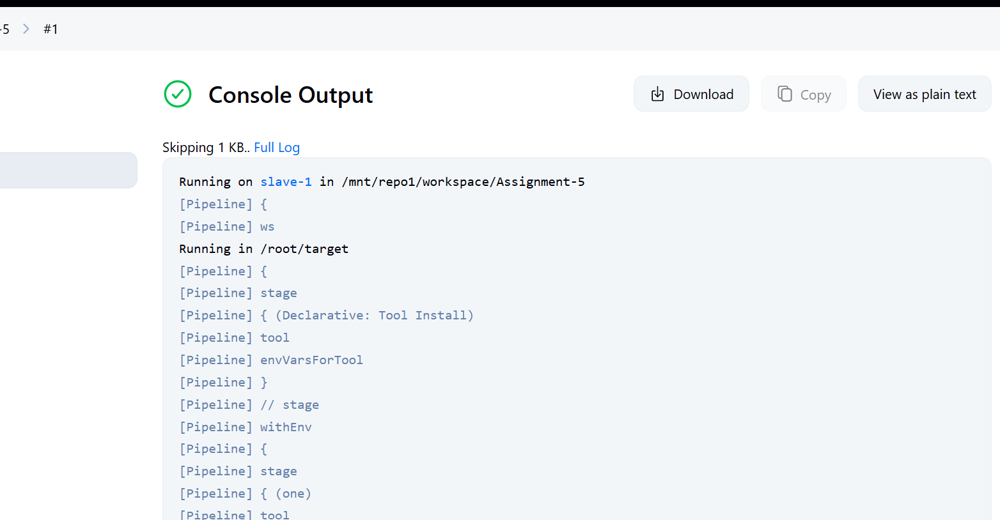 -5 > #1
Console Output
Download
Copy
View as plain text
Skipping 1 KB.. Full Log
Running on slave-1 in /mnt/repo1/workspace/Assignment-5
[Pipeline] {
[Pipeline] ws
Running in /root/target
[Pipeline] {
[Pipeline] stage
[Pipeline] { (Declarative: Tool Install)
[Pipeline] tool
[Pipeline] envVarsForTool
[Pipeline] }
[Pipeline] // stage
[Pipeline] withEnv
[Pipeline] {
[Pipeline] stage
[Pipeline] { (one)
[Pipeline] tool